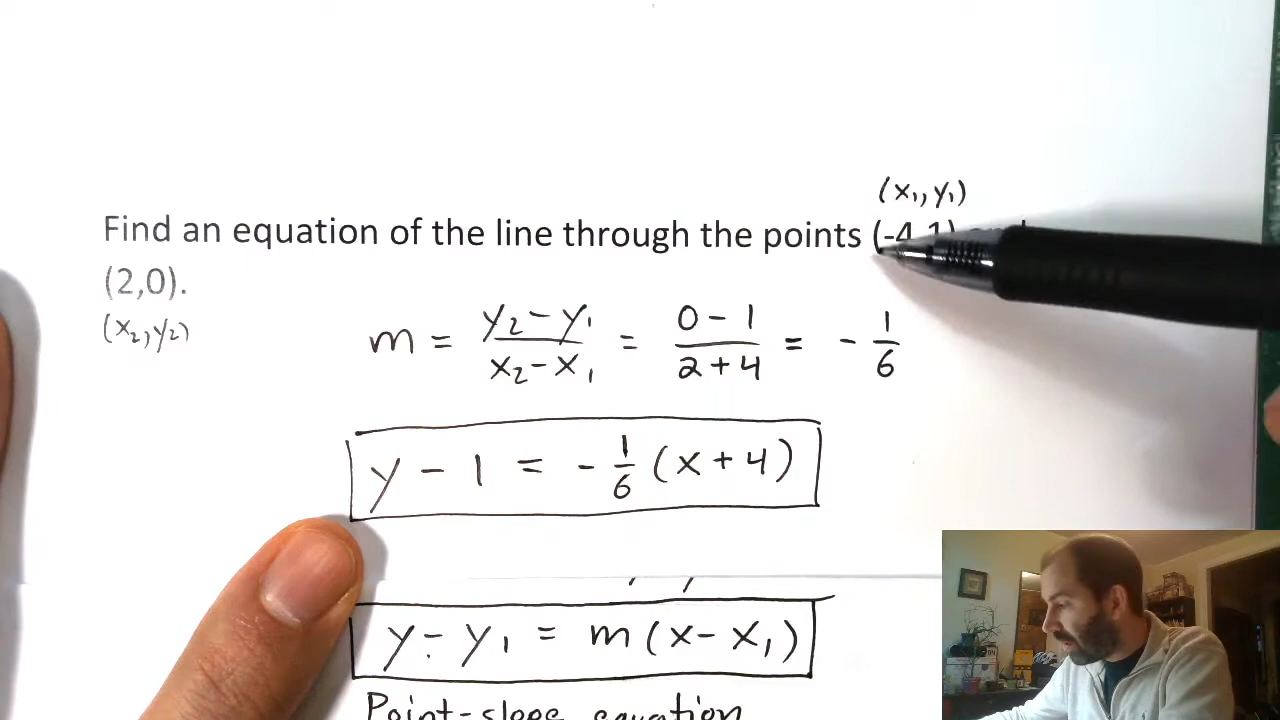 (x₁, y₁)
Find an equation of the line through the points (-4,1)
(2,0).
(x₂, y₂)
m = y₂ - y₁ / x₂ - x₁ = 0 - 1 / 2 + 4 = - 1/6
y - 1 = - 1/6 (x + 4)
y - y₁ = m(x - x₁)
Point-slope equation